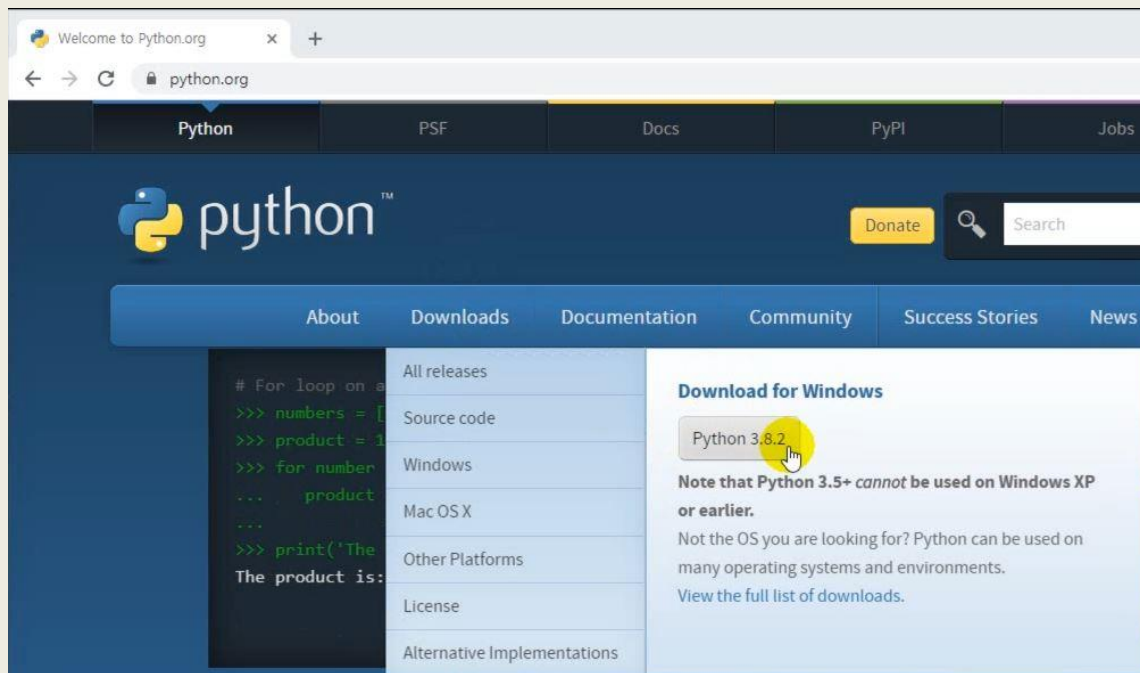 Welcome to Python.org
python.org
Python PSF Docs PyPI Jobs
python™
Donate Search
About Downloads Documentation Community Success Stories News
# For loop on a
>>> numbers = [
>>> product = 1
>>> for number
... product
...
>>> print('The
The product is:
All releases
Source code
Windows
Mac OS X
Other Platforms
License
Alternative Implementations
Download for Windows
Python 3.8.2
Note that Python 3.5+ cannot be used on Windows XP
or earlier.
Not the OS you are looking for? Python can be used on
many operating systems and environments.
View the full list of downloads.